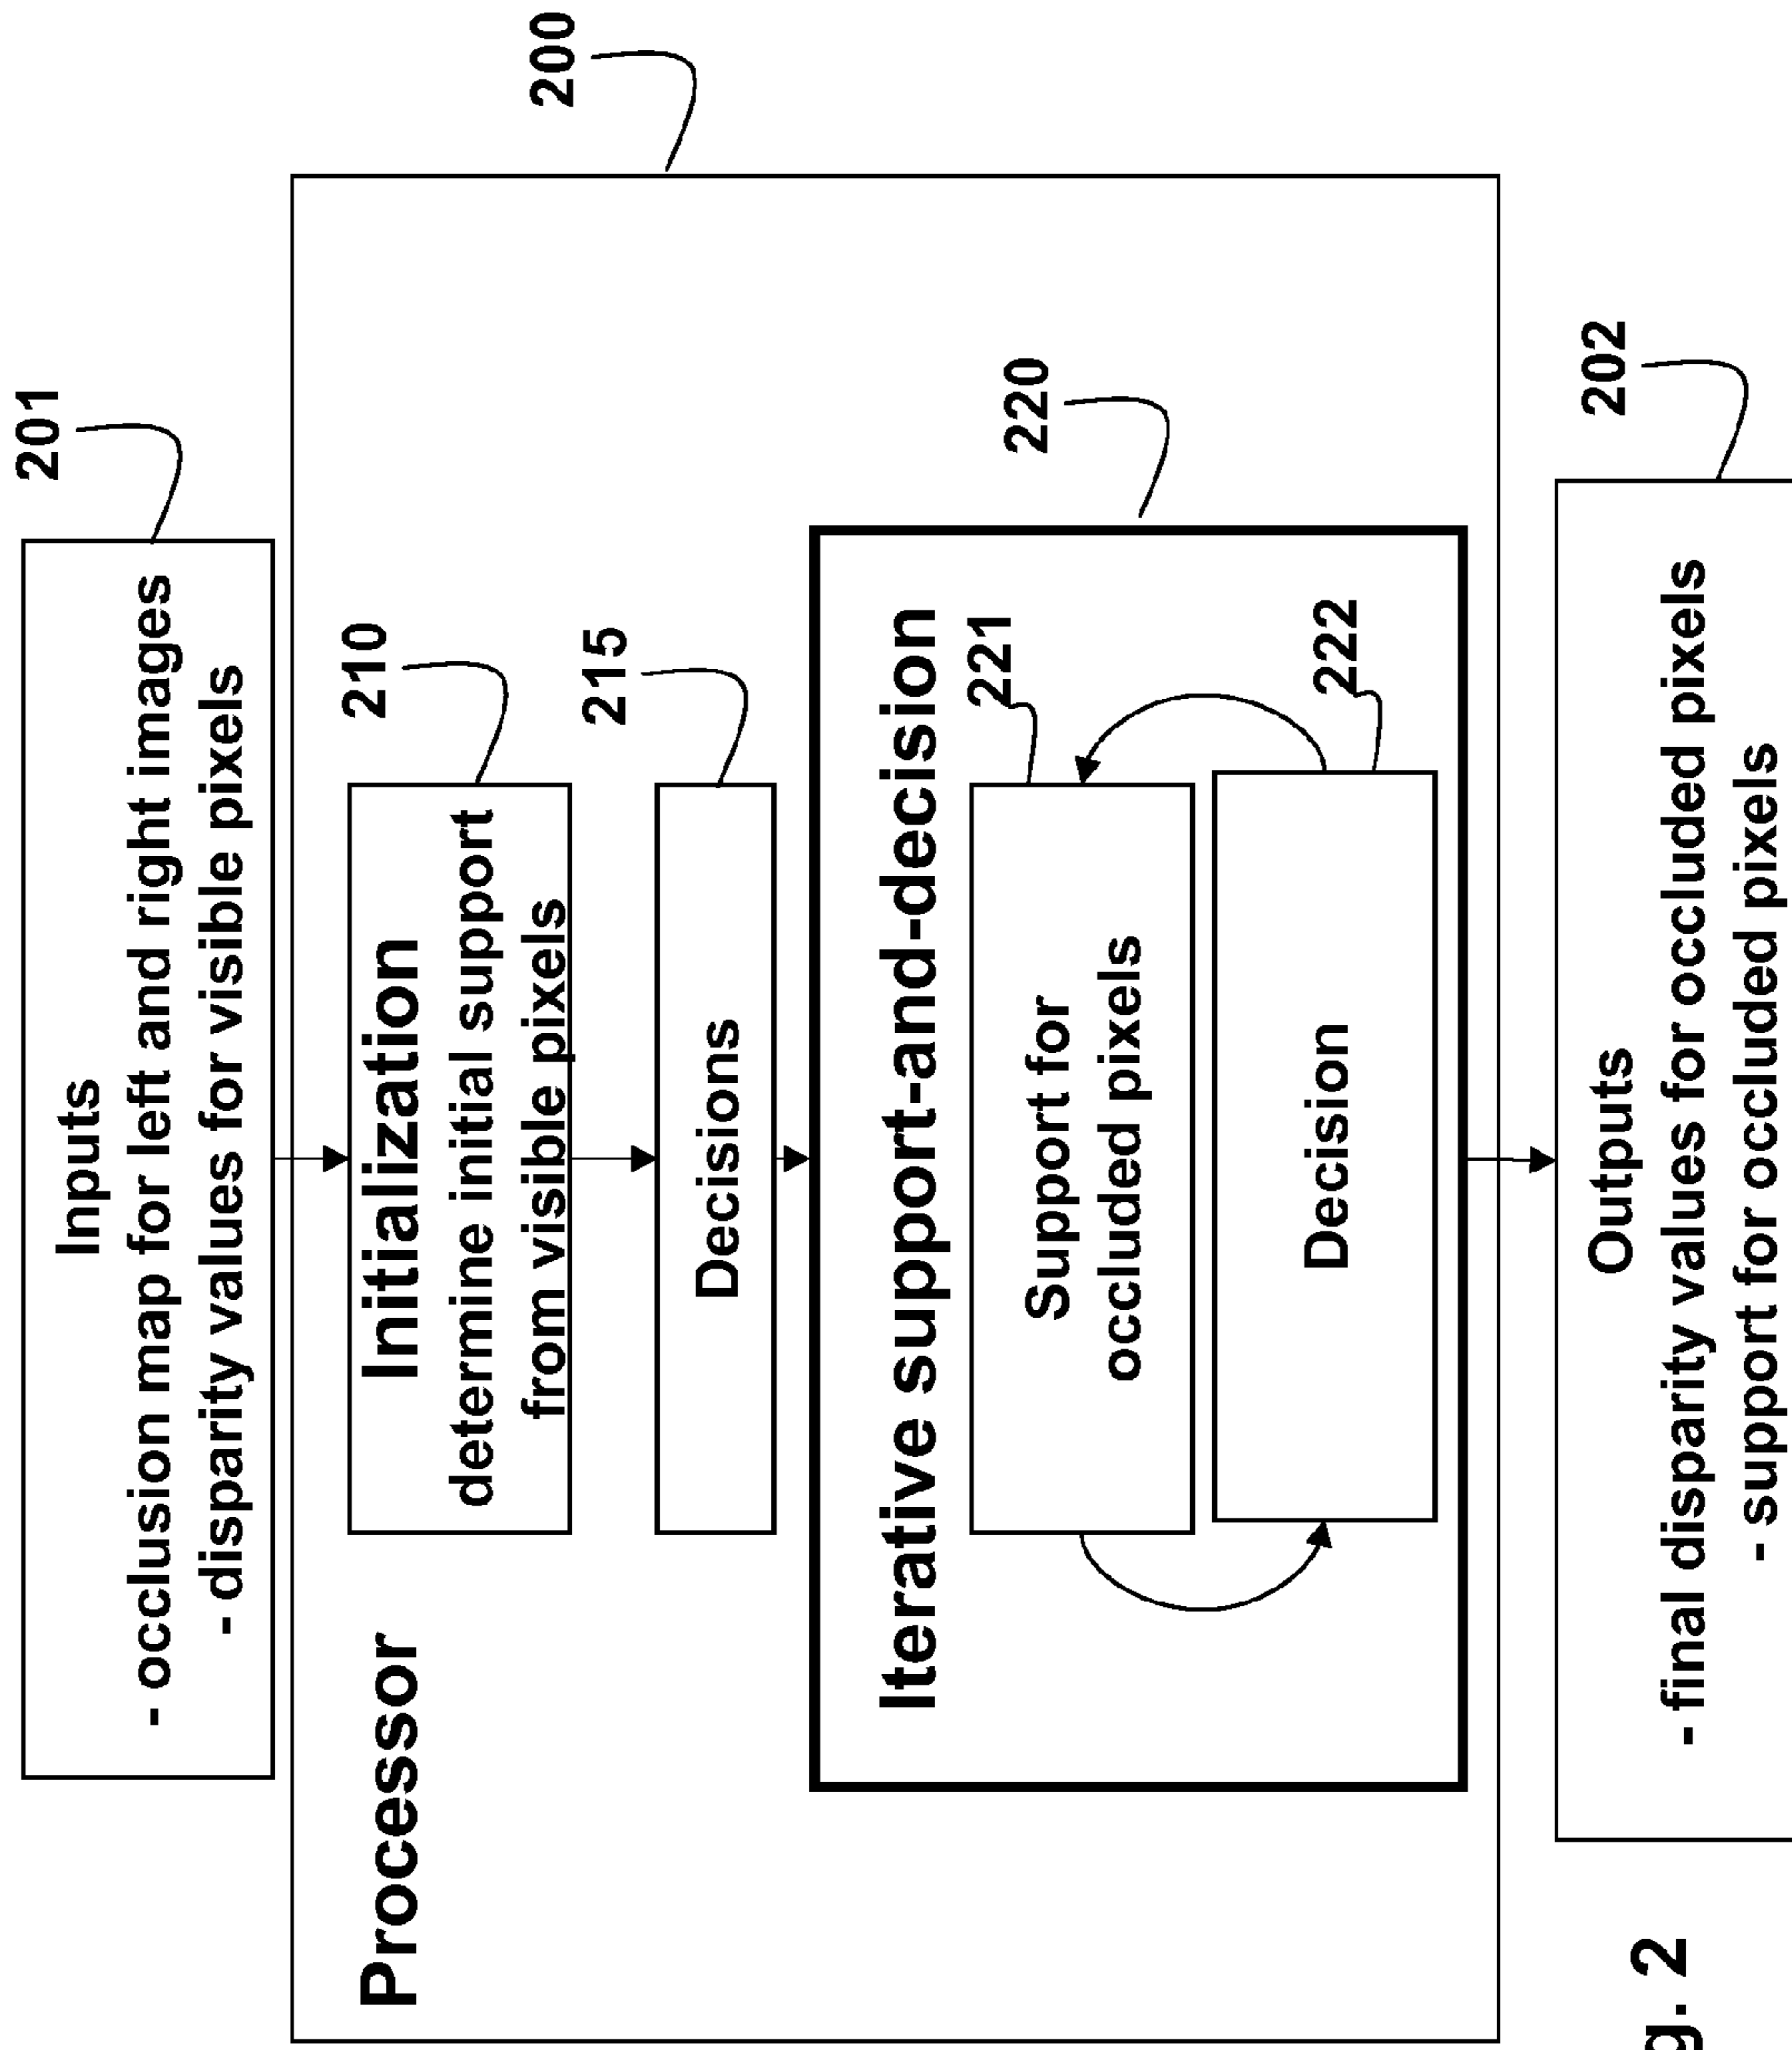 201
Inputs
- occlusion map for left and right images
- disparity values for visible pixels
200
Processor
210
Initialization
determine initial support
from visible pixels
215
Decisions
220
Iterative support-and-decision
221
Support for
occluded pixels
222
Decision
202
Outputs
- final disparity values for occluded pixels
- support for occluded pixels
g. 2